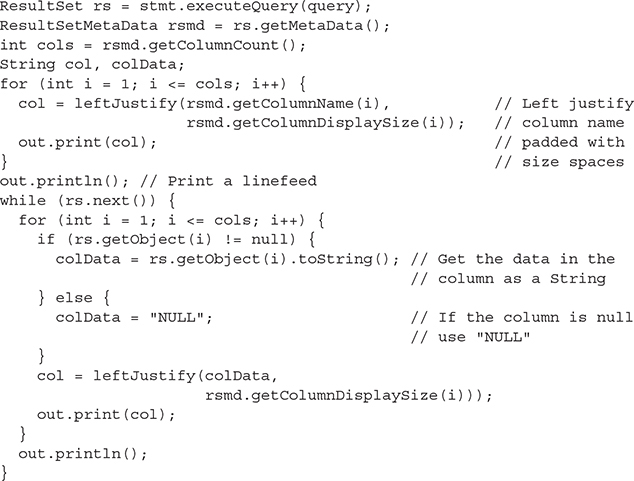 ResultSet rs = stmt.executeQuery(query);
ResultSetMetaData rsmd = rs.getMetaData();
int cols = rsmd.getColumnCount();
String col, colData;
for (int i = 1; i <= cols; i++) {
  col = leftJustify(rsmd.getColumnName(i),          // Left justify
                    rsmd.getColumnDisplaySize(i));   // column name
  out.print(col);                                    // padded with
}                                                    // size spaces
out.println(); // Print a linefeed
while (rs.next()) {
  for (int i = 1; i <= cols; i++) {
    if (rs.getObject(i) != null) {
      colData = rs.getObject(i).toString(); // Get the data in the
                                            // column as a String
    } else {
      colData = "NULL";                     // If the column is null
                                            // use "NULL"
    }
    col = leftJustify(colData,
                      rsmd.getColumnDisplaySize(i)));
    out.print(col);
  }
  out.println();
}